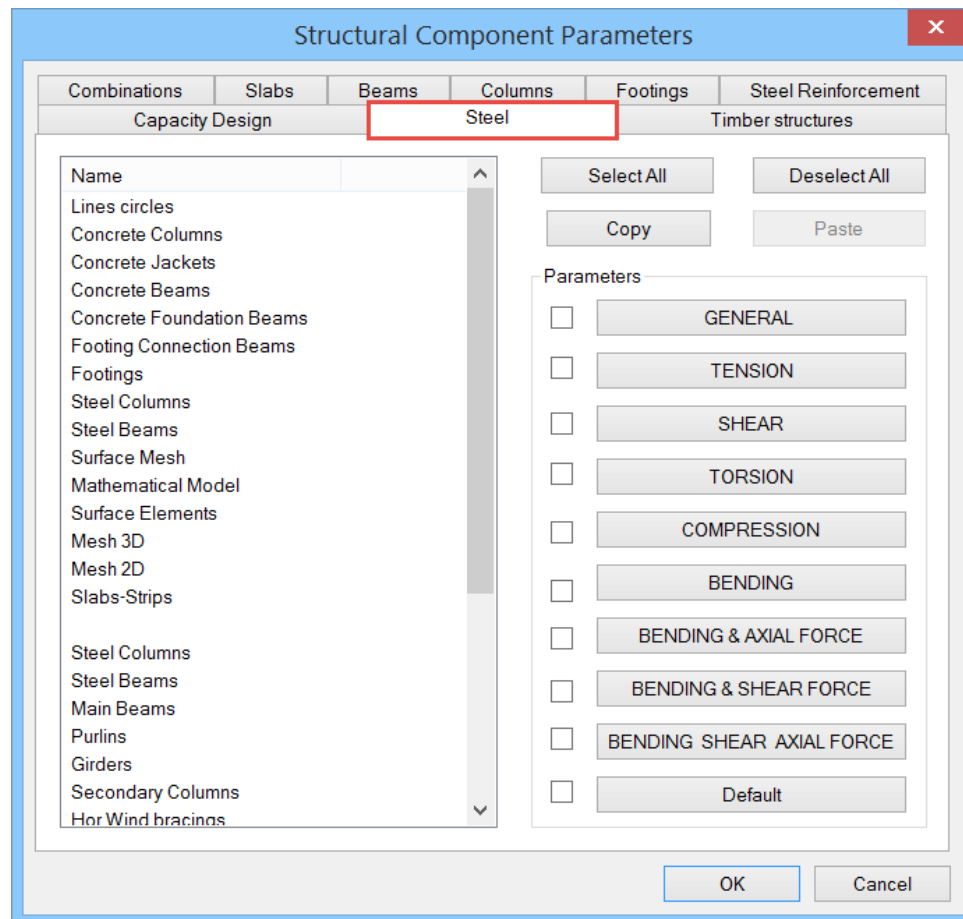 Structural Component Parameters
Combinations Slabs Beams Columns Footings Steel Reinforcement
Capacity Design Steel Timber structures
Name
Lines circles
Concrete Columns
Concrete Jackets
Concrete Beams
Concrete Foundation Beams
Footing Connection Beams
Footings
Steel Columns
Steel Beams
Surface Mesh
Mathematical Model
Surface Elements
Mesh 3D
Mesh 2D
Slabs-Strips
Steel Columns
Steel Beams
Main Beams
Purlins
Girders
Secondary Columns
Hor Wind bracings
Select All Deselect All
Copy Paste
Parameters
GENERAL
TENSION
SHEAR
TORSION
COMPRESSION
BENDING
BENDING & AXIAL FORCE
BENDING & SHEAR FORCE
BENDING SHEAR AXIAL FORCE
Default
OK Cancel